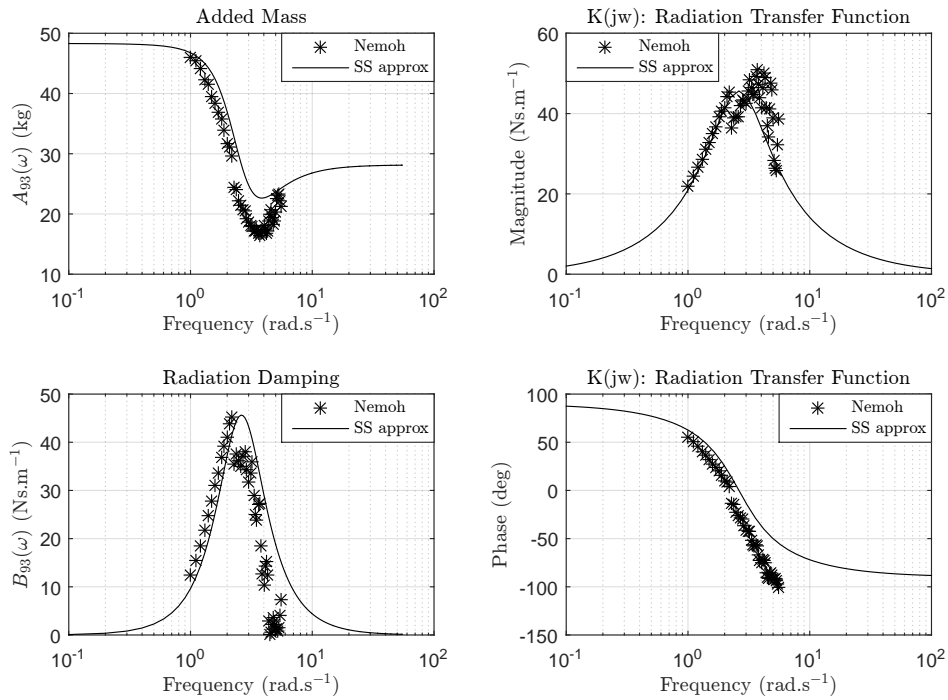 Added Mass
50
40
30
20
10
A₉₃(ω) (kg)
Nemoh
SS approx
10⁻¹ 10⁰ 10¹ 10²
Frequency (rad.s⁻¹)
K(jw): Radiation Transfer Function
60
40
20
0
Magnitude (Ns.m⁻¹)
Nemoh
SS approx
10⁻¹ 10⁰ 10¹ 10²
Frequency (rad.s⁻¹)
Radiation Damping
50
40
30
20
10
0
B₉₃(ω) (Ns.m⁻¹)
Nemoh
SS approx
10⁻¹ 10⁰ 10¹ 10²
Frequency (rad.s⁻¹)
K(jw): Radiation Transfer Function
100
50
0
-50
-100
-150
Phase (deg)
Nemoh
SS approx
10⁻¹ 10⁰ 10¹ 10²
Frequency (rad.s⁻¹)